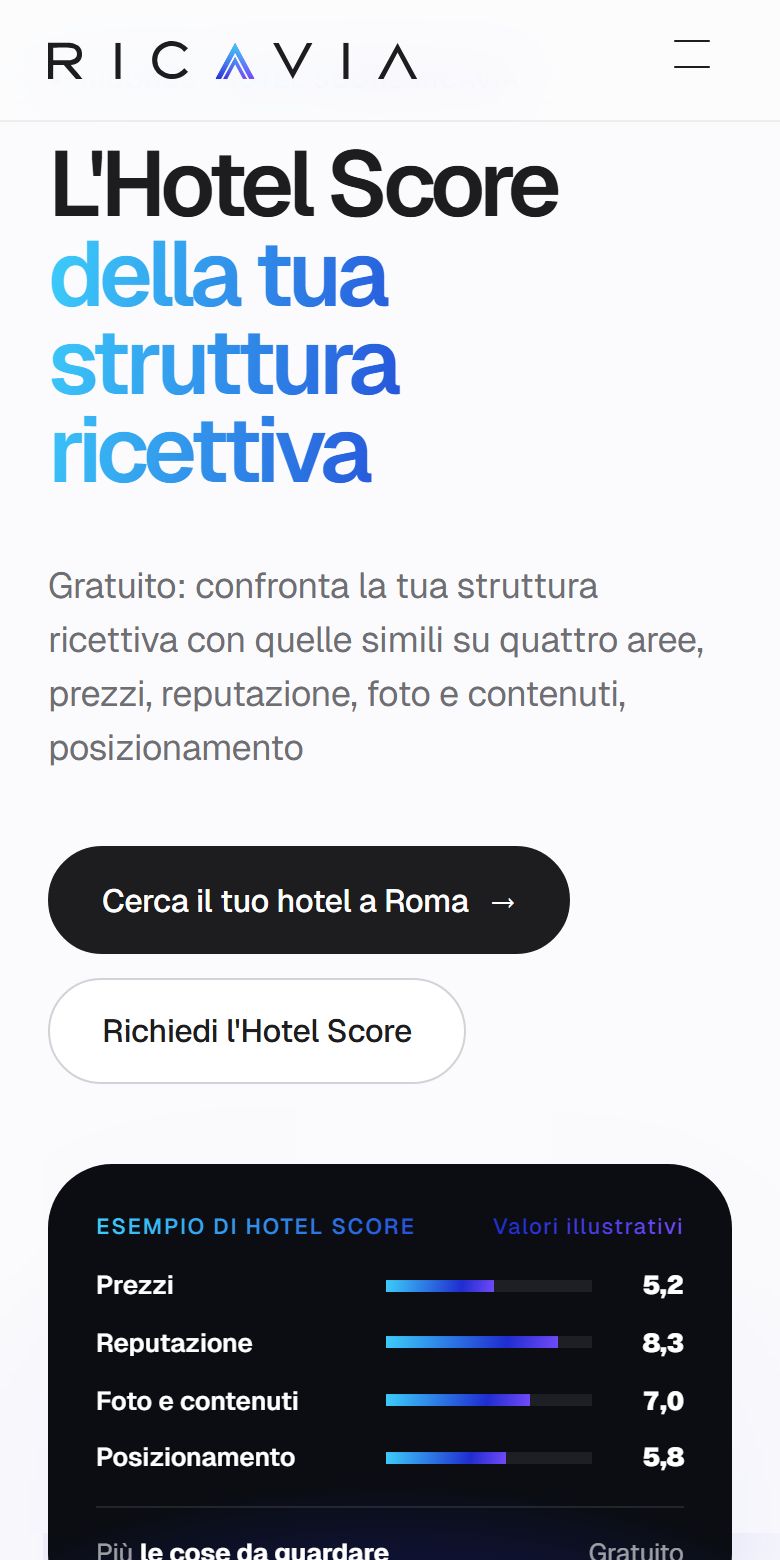 RICAVIA
L'Hotel Score
della tua
struttura
ricettiva
Gratuito: confronta la tua struttura
ricettiva con quelle simili su quattro aree,
prezzi, reputazione, foto e contenuti,
posizionamento
Cerca il tuo hotel a Roma →
Richiedi l'Hotel Score
ESEMPIO DI HOTEL SCORE Valori illustrativi
Prezzi 5,2
Reputazione 8,3
Foto e contenuti 7,0
Posizionamento 5,8
Più le cose da guardare Gratuito